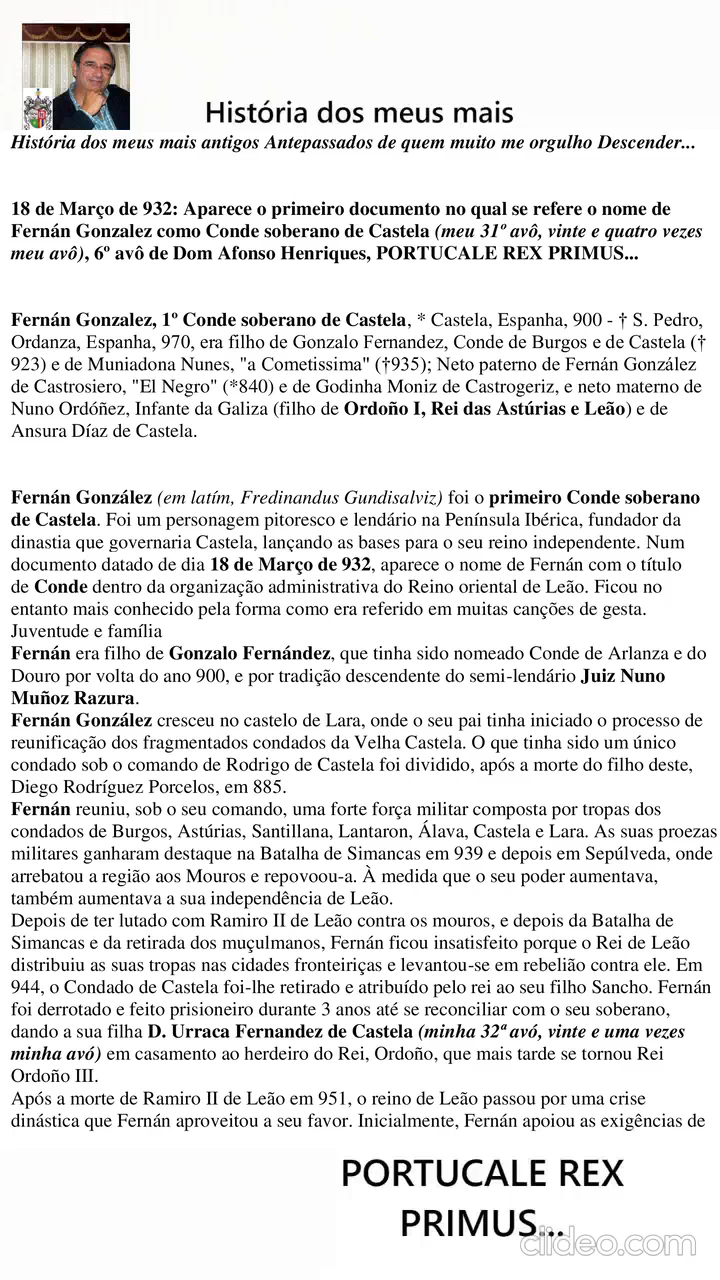 História dos meus mais
História dos meus mais antigos Antepassados de quem muito me orgulho Descender...
18 de Março de 932: Aparece o primeiro documento no qual se refere o nome de
Fernán Gonzalez como Conde soberano de Castela (meu 31º avô, vinte e quatro vezes
meu avô), 6º avô de Dom Afonso Henriques, PORTUCALE REX PRIMUS...
Fernán Gonzalez, 1º Conde soberano de Castela, * Castela, Espanha, 900 - † S. Pedro,
Ordanza, Espanha, 970, era filho de Gonzalo Fernandez, Conde de Burgos e de Castela (†
923) e de Muniadona Nunes, "a Cometissima" (†935); Neto paterno de Fernán González
de Castrosiero, "El Negro" (*840) e de Godinha Moniz de Castrogeriz, e neto materno de
Nuno Ordóñez, Infante da Galiza (filho de Ordoño I, Rei das Astúrias e Leão) e de
Ansura Díaz de Castela.
Fernán González (em latím, Fredinandus Gundisalviz) foi o primeiro Conde soberano
de Castela. Foi um personagem pitoresco e lendário na Península Ibérica, fundador da
dinastia que governaria Castela, lançando as bases para o seu reino independente. Num
documento datado de dia 18 de Março de 932, aparece o nome de Fernán com o título
de Conde dentro da organização administrativa do Reino oriental de Leão. Ficou no
entanto mais conhecido pela forma como era referido em muitas canções de gesta.
Juventude e família
Fernán era filho de Gonzalo Fernández, que tinha sido nomeado Conde de Arlanza e do
Douro por volta do ano 900, e por tradição descendente do semi-lendário Juiz Nuno
Muñoz Razura.
Fernán González cresceu no castelo de Lara, onde o seu pai tinha iniciado o processo de
reunificação dos fragmentados condados da Velha Castela. O que tinha sido um único
condado sob o comando de Rodrigo de Castela foi dividido, após a morte do filho deste,
Diego Rodríguez Porcelos, em 885.
Fernán reuniu, sob o seu comando, uma forte força militar composta por tropas dos
condados de Burgos, Astúrias, Santillana, Lantaron, Álava, Castela e Lara. As suas proezas
militares ganharam destaque na Batalha de Simancas em 939 e depois em Sepúlveda, onde
arrebatou a região aos Mouros e repovoou-a. À medida que o seu poder aumentava,
também aumentava a sua independência de Leão.
Depois de ter lutado com Ramiro II de Leão contra os mouros, e depois da Batalha de
Simancas e da retirada dos muçulmanos, Fernán ficou insatisfeito porque o Rei de Leão
distribuiu as suas tropas nas cidades fronteiriças e levantou-se em rebelião contra ele. Em
944, o Condado de Castela foi-lhe retirado e atribuído pelo rei ao seu filho Sancho. Fernán
foi derrotado e feito prisioneiro durante 3 anos até se reconciliar com o seu soberano,
dando a sua filha D. Urraca Fernandez de Castela (minha 32ª avó, vinte e uma vezes
minha avó) em casamento ao herdeiro do Rei, Ordoño, que mais tarde se tornou Rei
Ordoño III.
Após a morte de Ramiro II de Leão em 951, o reino de Leão passou por uma crise
dinástica que Fernán aproveitou a seu favor. Inicialmente, Fernán apoiou as exigências de
PORTUCALE REX
PRIMUS...
clideo.com